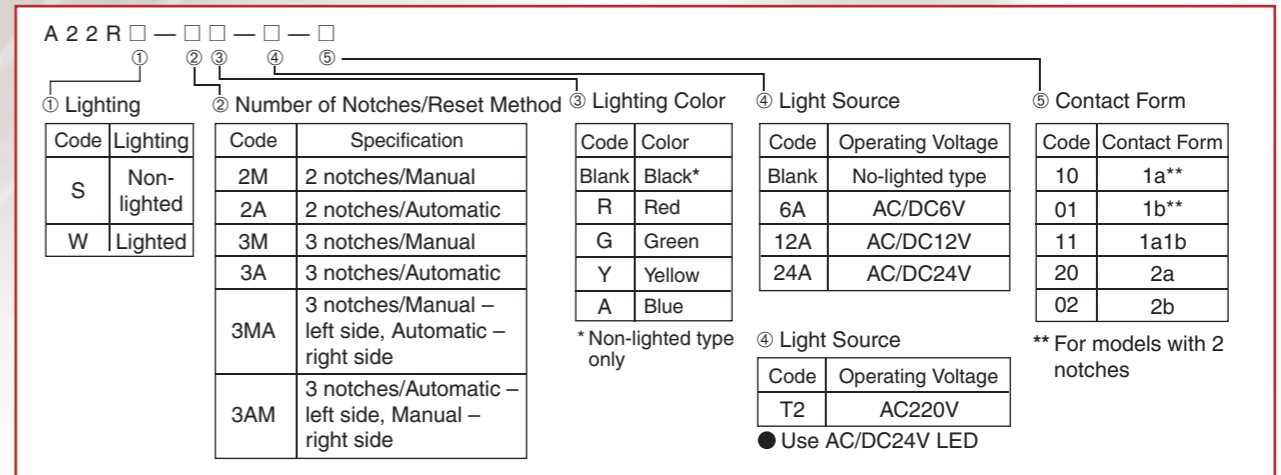 A 2 2 R □ — □ □ — □ — □
① ② ③ ④ ⑤
① Lighting
Code Lighting
S Non-
lighted
W Lighted
② Number of Notches/Reset Method
Code Specification
2M 2 notches/Manual
2A 2 notches/Automatic
3M 3 notches/Manual
3A 3 notches/Automatic
3MA 3 notches/Manual –
left side, Automatic –
right side
3AM 3 notches/Automatic –
left side, Manual –
right side
③ Lighting Color
Code Color
Blank Black*
R Red
G Green
Y Yellow
A Blue
* Non-lighted type
only
④ Light Source
Code Operating Voltage
Blank No-lighted type
6A AC/DC6V
12A AC/DC12V
24A AC/DC24V
④ Light Source
Code Operating Voltage
T2 AC220V
● Use AC/DC24V LED
⑤ Contact Form
Code Contact Form
10 1a**
01 1b**
11 1a1b
20 2a
02 2b
** For models with 2
notches